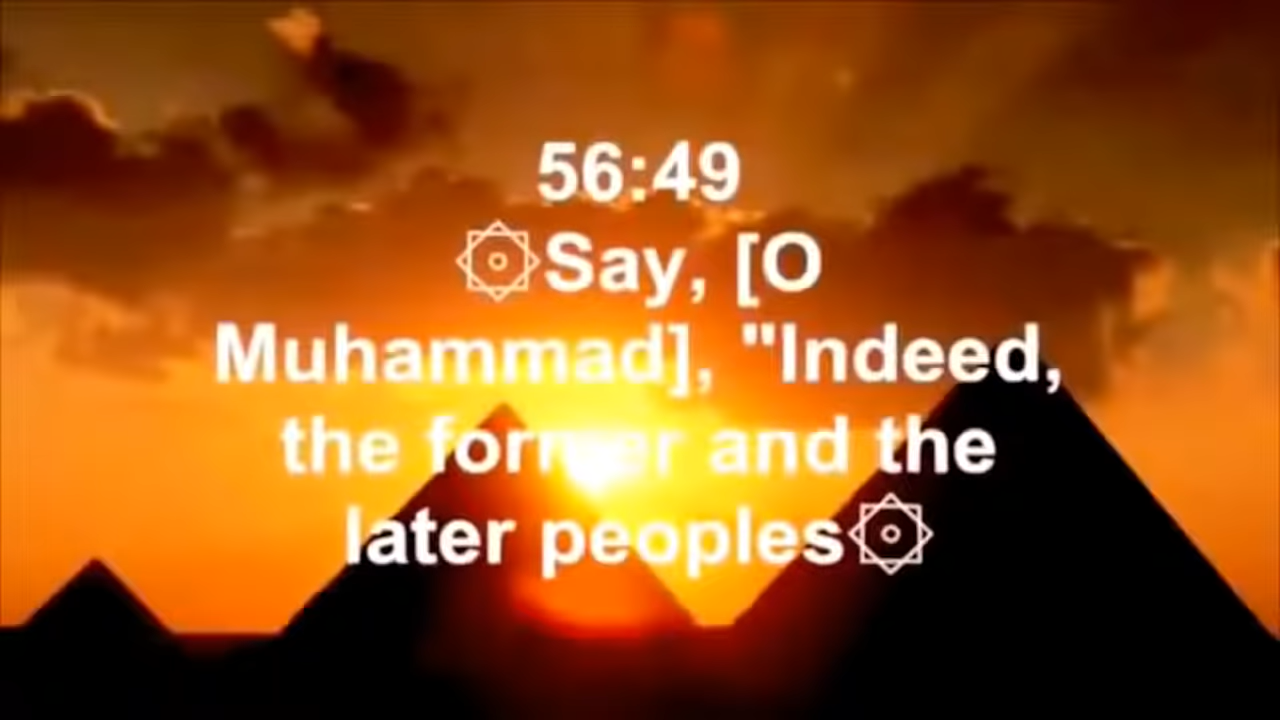 56:49
۞Say, [O
Muhammad], "Indeed,
the former and the
later peoples۞